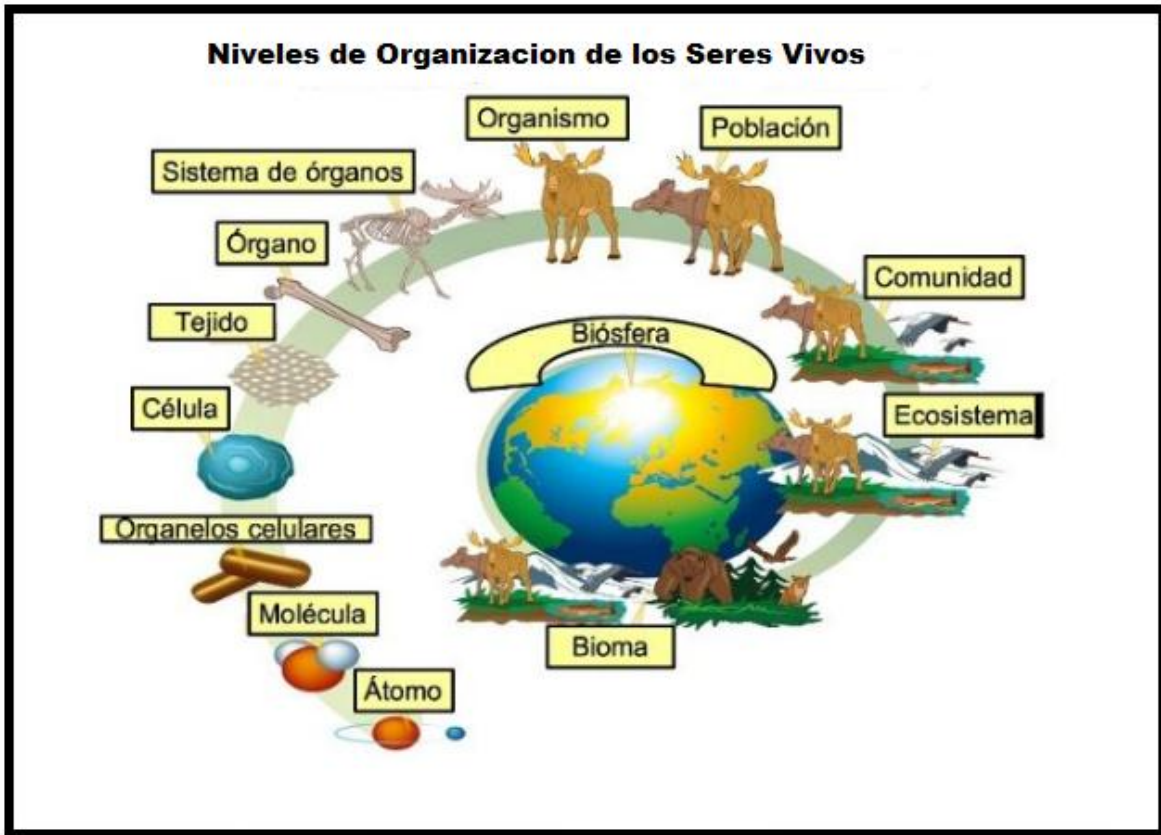 Niveles de Organizacion de los Seres Vivos
Organismo
Población
Sistema de órganos
Órgano
Comunidad
Tejido
Biósfera
Célula
Ecosistema
Organelos celulares
Molécula
Bioma
Átomo